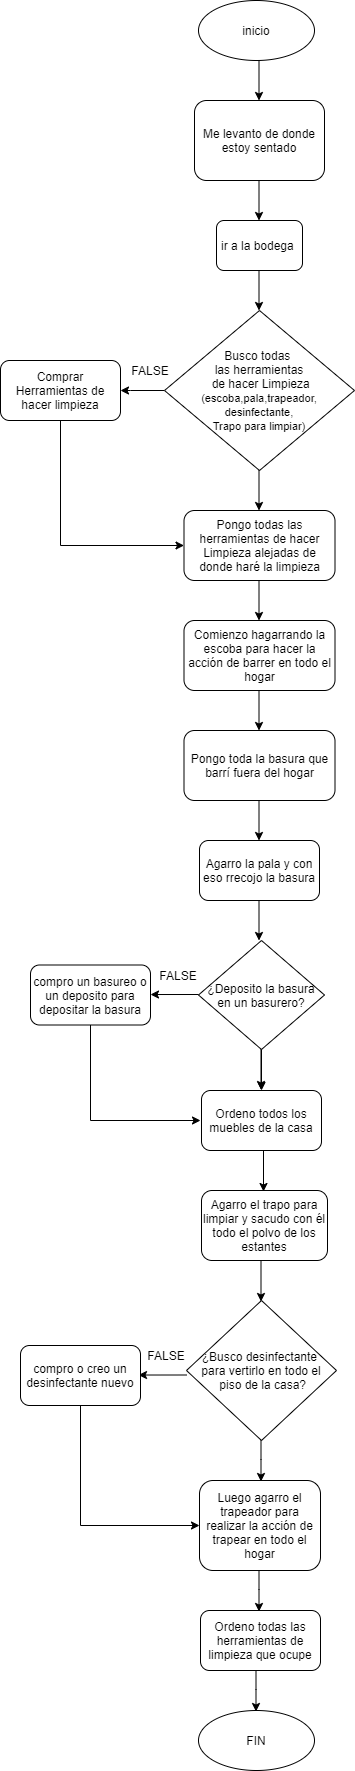 inicio
Me levanto de donde
estoy sentado
ir a la bodega
Busco todas
las herramientas
de hacer Limpieza
(escoba,pala,trapeador,
desinfectante,
Trapo para limpiar)
FALSE
Comprar
Herramientas de
hacer limpieza
Pongo todas las
herramientas de hacer
Limpieza alejadas de
donde haré la limpieza
Comienzo hagarrando la
escoba para hacer la
acción de barrer en todo el
hogar
Pongo toda la basura que
barrí fuera del hogar
Agarro la pala y con
eso rrecojo la basura
¿Deposito la basura
en un basurero?
FALSE
compro un basureo o
un deposito para
depositar la basura
Ordeno todos los
muebles de la casa
Agarro el trapo para
limpiar y sacudo con él
todo el polvo de los
estantes
¿Busco desinfectante
para vertirlo en todo el
piso de la casa?
FALSE
compro o creo un
desinfectante nuevo
Luego agarro el
trapeador para
realizar la acción de
trapear en todo el
hogar
Ordeno todas las
herramientas de
limpieza que ocupe
FIN